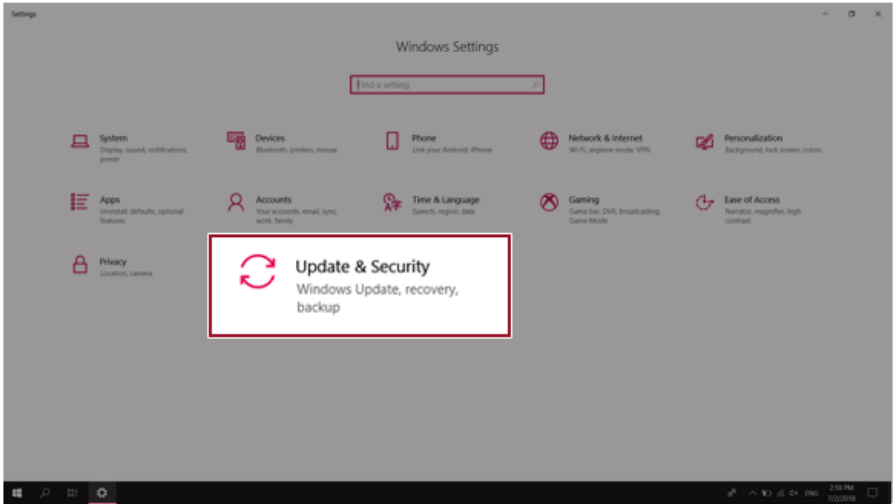 Settings
Windows Settings
Find a setting
System
Display, sound, notifications,
power
Devices
Bluetooth, printers, mouse
Phone
Link your Android, iPhone
Network & Internet
Wi-Fi, airplane mode, VPN
Personalization
Background, lock screen, colors
Apps
Uninstall, defaults, optional
features
Accounts
Your accounts, email, sync,
work, family
Time & Language
Speech, region, date
Gaming
Game bar, DVR, broadcasting,
Game Mode
Ease of Access
Narrator, magnifier, high
contrast
Privacy
Location, camera
Update & Security
Windows Update, recovery,
backup
ENG
2:18 PM
7/2/2018